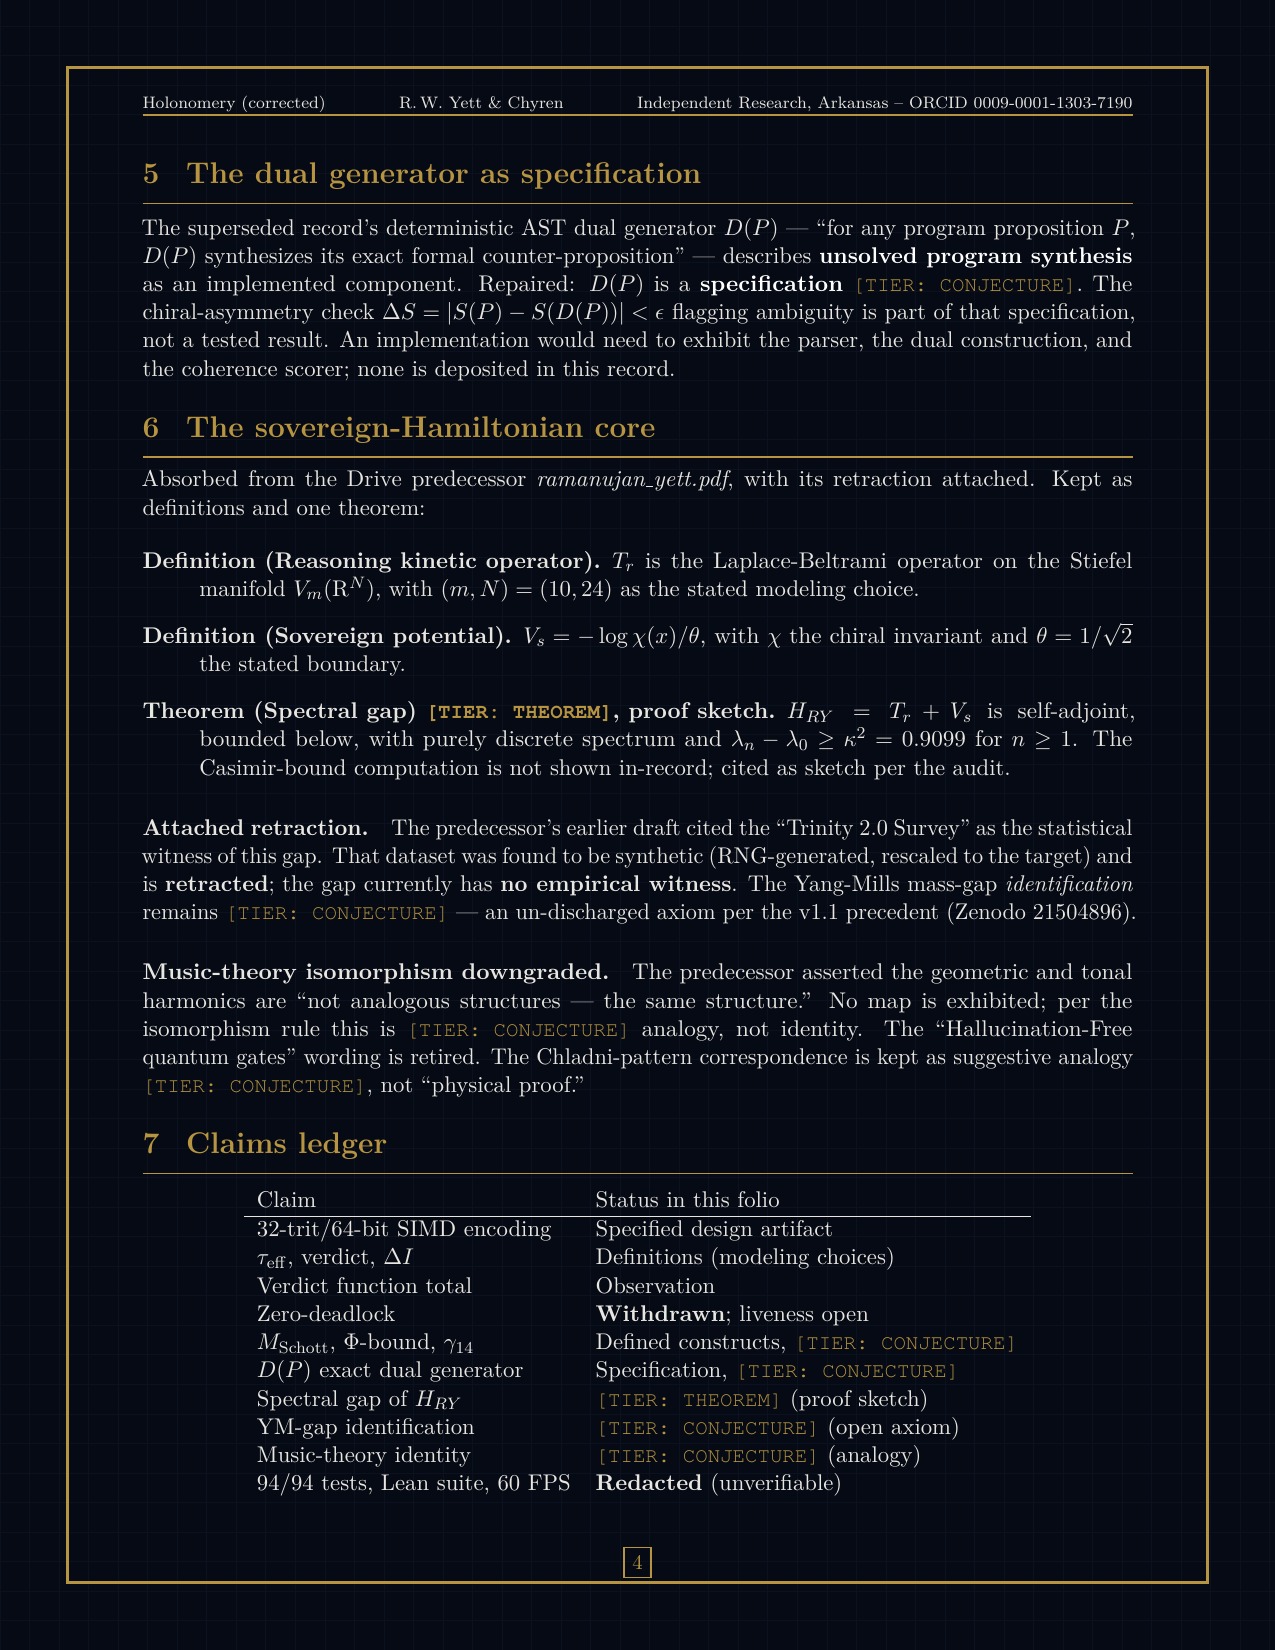 Holonomery (corrected) R. W. Yett & Chyren Independent Research, Arkansas – ORCID 0009-0001-1303-7190
5 The dual generator as specification
The superseded record's deterministic AST dual generator D(P) — “for any program proposition P,
D(P) synthesizes its exact formal counter-proposition” — describes unsolved program synthesis
as an implemented component. Repaired: D(P) is a specification [TIER: CONJECTURE]. The
chiral-asymmetry check ΔS = |S(P) − S(D(P))| < ϵ flagging ambiguity is part of that specification,
not a tested result. An implementation would need to exhibit the parser, the dual construction, and
the coherence scorer; none is deposited in this record.
6 The sovereign-Hamiltonian core
Absorbed from the Drive predecessor ramanujan_yett.pdf, with its retraction attached. Kept as
definitions and one theorem:
Definition (Reasoning kinetic operator). T_r is the Laplace-Beltrami operator on the Stiefel
manifold V_m(R^N), with (m, N) = (10, 24) as the stated modeling choice.
Definition (Sovereign potential). V_s = − log χ(x)/θ, with χ the chiral invariant and θ = 1/√2
the stated boundary.
Theorem (Spectral gap) [TIER: THEOREM], proof sketch. H_RY = T_r + V_s is self-adjoint,
bounded below, with purely discrete spectrum and λ_n − λ_0 ≥ κ² = 0.9099 for n ≥ 1. The
Casimir-bound computation is not shown in-record; cited as sketch per the audit.
Attached retraction. The predecessor's earlier draft cited the “Trinity 2.0 Survey” as the statistical
witness of this gap. That dataset was found to be synthetic (RNG-generated, rescaled to the target) and
is retracted; the gap currently has no empirical witness. The Yang-Mills mass-gap identification
remains [TIER: CONJECTURE] — an un-discharged axiom per the v1.1 precedent (Zenodo 21504896).
Music-theory isomorphism downgraded. The predecessor asserted the geometric and tonal
harmonics are “not analogous structures — the same structure.” No map is exhibited; per the
isomorphism rule this is [TIER: CONJECTURE] analogy, not identity. The “Hallucination-Free
quantum gates” wording is retired. The Chladni-pattern correspondence is kept as suggestive analogy
[TIER: CONJECTURE], not “physical proof.”
7 Claims ledger
Claim Status in this folio
32-trit/64-bit SIMD encoding Specified design artifact
τ_eff, verdict, ΔI Definitions (modeling choices)
Verdict function total Observation
Zero-deadlock Withdrawn; liveness open
M_Schott, Φ-bound, γ_14 Defined constructs, [TIER: CONJECTURE]
D(P) exact dual generator Specification, [TIER: CONJECTURE]
Spectral gap of H_RY [TIER: THEOREM] (proof sketch)
YM-gap identification [TIER: CONJECTURE] (open axiom)
Music-theory identity [TIER: CONJECTURE] (analogy)
94/94 tests, Lean suite, 60 FPS Redacted (unverifiable)
4